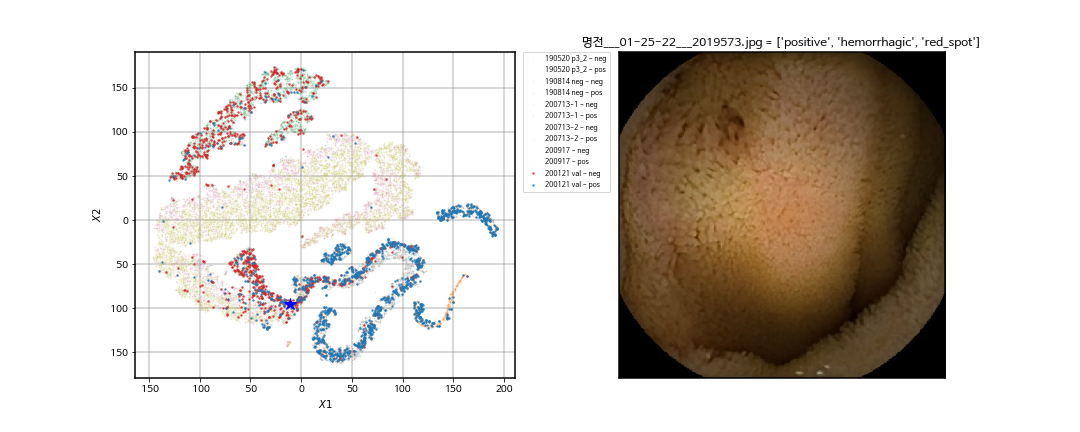 명전___01-25-22___2019573.jpg = ['positive', 'hemorrhagic', 'red_spot']
190520 p3_2 - neg
190520 p3_2 - pos
190814 neg - neg
190814 neg - pos
200713-1 - neg
200713-1 - pos
200713-2 - neg
200713-2 - pos
200917 - neg
200917 - pos
200121 val - neg
200121 val - pos
150
100
50
0
50
100
150
X2
150 100 50 0 50 100 150 200
X1